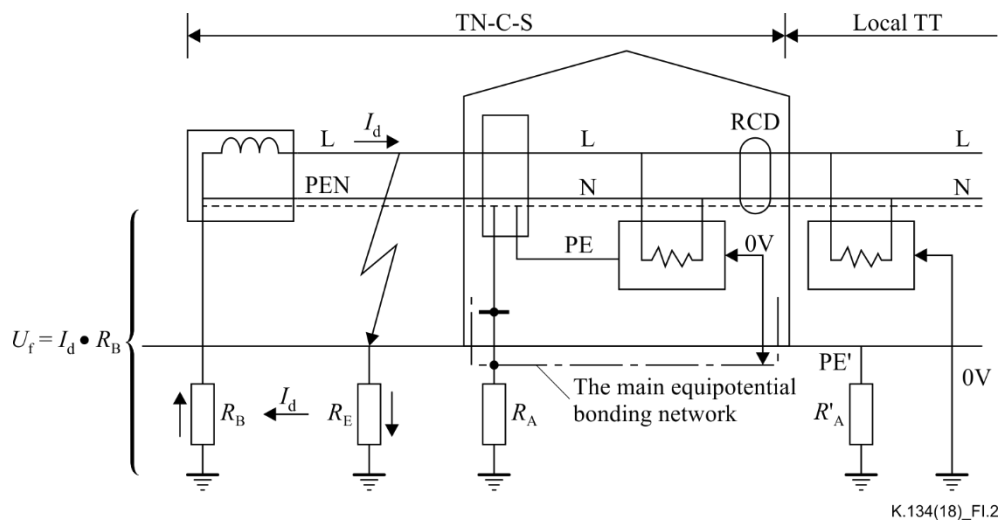 TN-C-S
Local TT
L
I_d
L
RCD
L
PEN
N
N
PE
0V
U_f = I_d • R_B
PE'
0V
The main equipotential
bonding network
R_B
I_d
R_E
R_A
R'_A
K.134(18)_FI.2